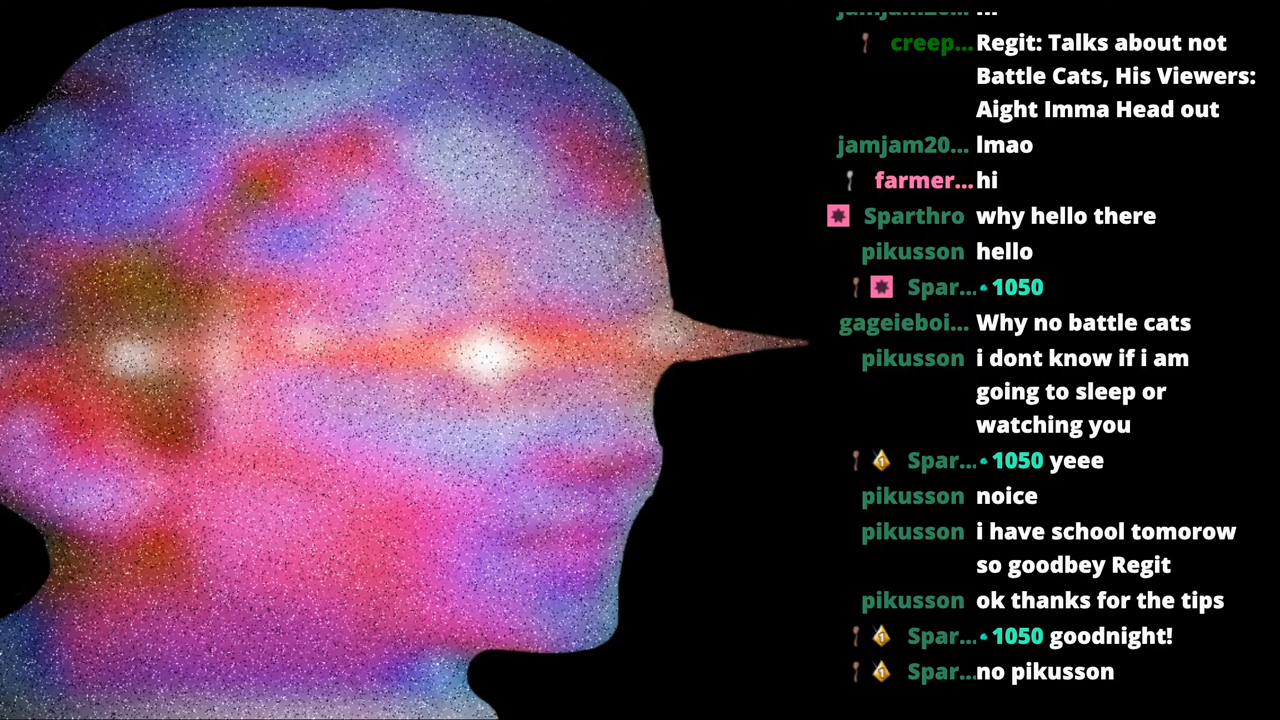 creep... Regit: Talks about not
Battle Cats, His Viewers:
Aight Imma Head out
jamjam20... lmao
farmer... hi
Sparthro why hello there
pikusson hello
Spar... 1050
gageieboi... Why no battle cats
pikusson i dont know if i am
going to sleep or
watching you
Spar... 1050 yeee
pikusson noice
pikusson i have school tomorow
so goodbey Regit
pikusson ok thanks for the tips
Spar... 1050 goodnight!
Spar... no pikusson